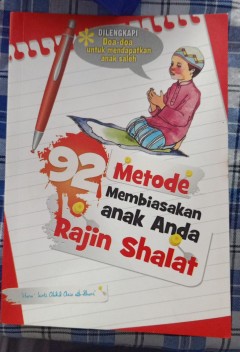 DILENGKAPI
Doa-doa
untuk mendapatkan
anak saleh
92
Metode
Membiasakan
anak Anda
Rajin Shalat